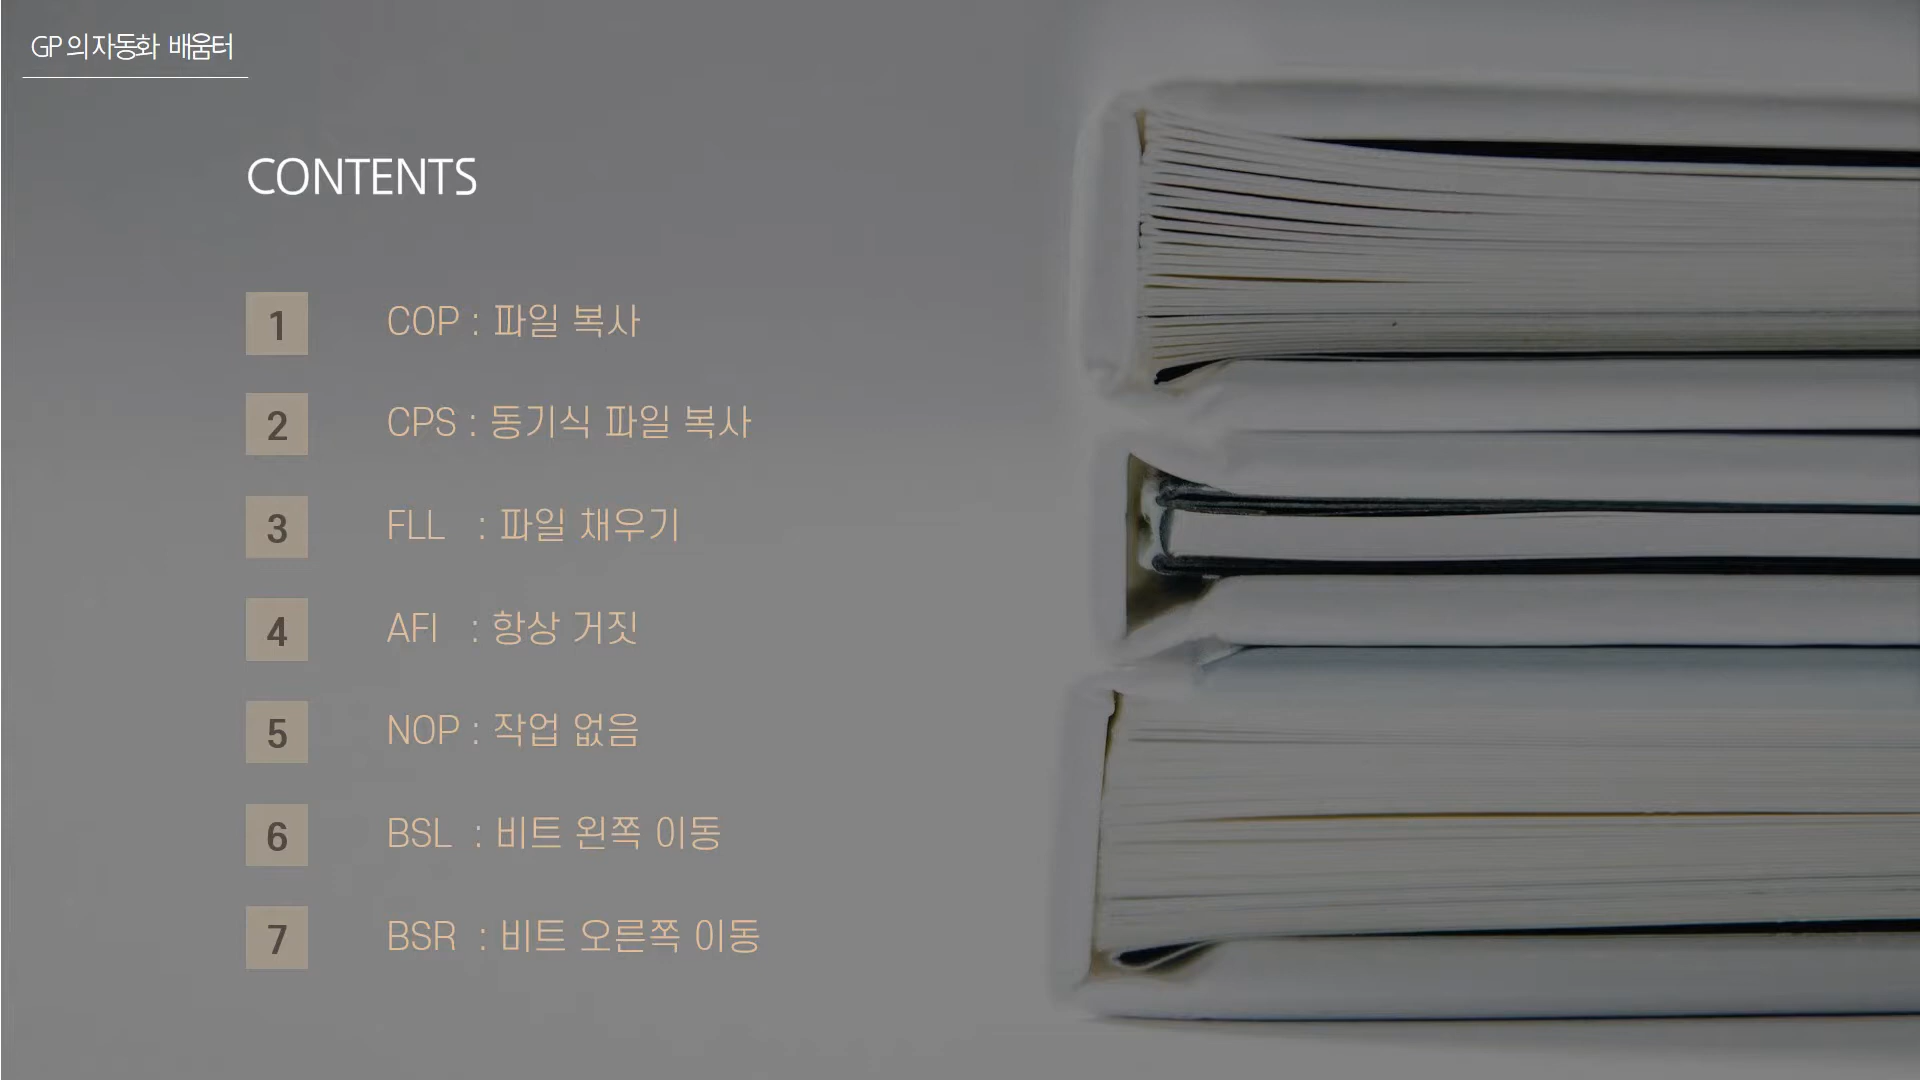 GP의 자동화 배움터
CONTENTS
1 COP : 파일 복사
2 CPS : 동기식 파일 복사
3 FLL : 파일 채우기
4 AFI : 항상 거짓
5 NOP : 작업 없음
6 BSL : 비트 왼쪽 이동
7 BSR : 비트 오른쪽 이동